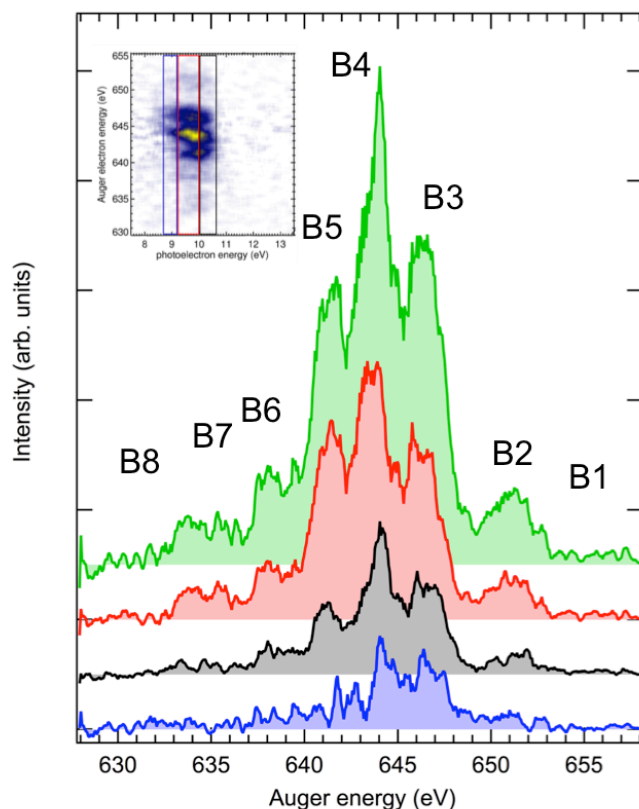 655
650
645
640
635
630
Auger electron energy (eV)
8
9
10
11
12
13
photoelectron energy (eV)
B4
B3
B5
B6
B7
B8
B2
B1
Intensity (arb. units)
630
635
640
645
650
655
Auger energy (eV)